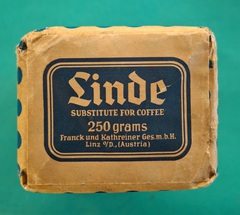 Linde
SUBSTITUTE FOR COFFEE
250 grams
Franck und Kathreiner Ges.m.b.H.
Linz º/D., (Austria)